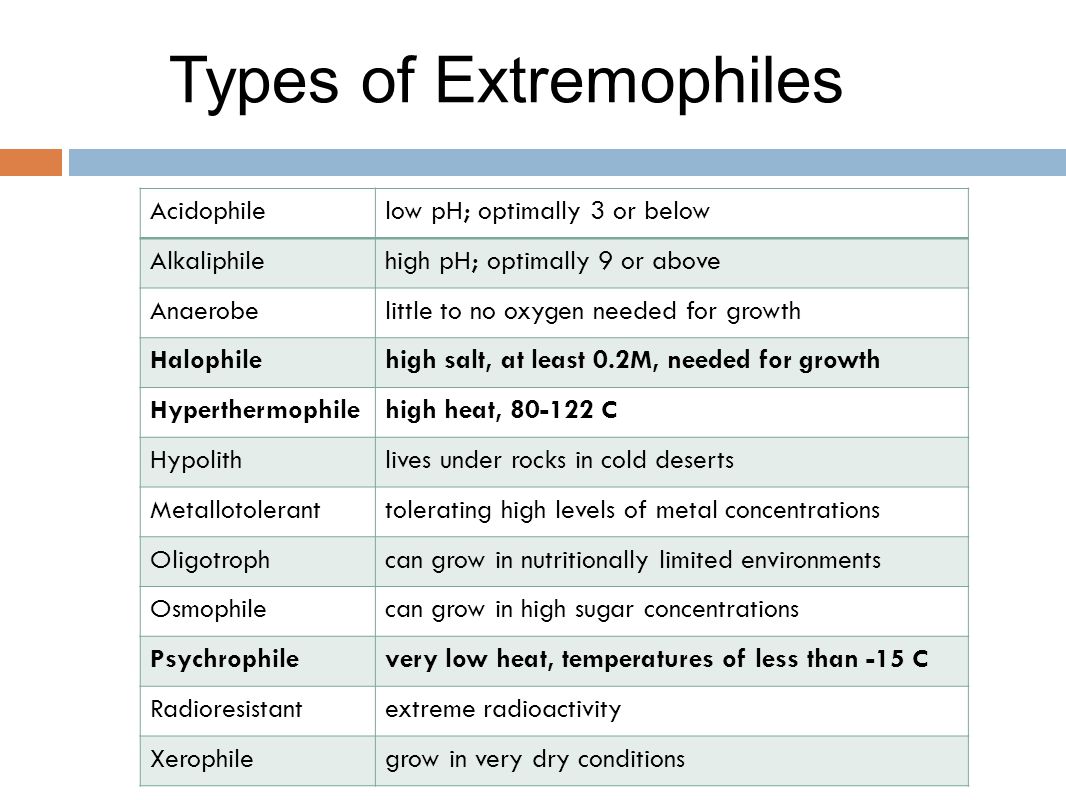 Types of Extremophiles
Acidophile low pH; optimally 3 or below
Alkaliphile high pH; optimally 9 or above
Anaerobe little to no oxygen needed for growth
Halophile high salt, at least 0.2M, needed for growth
Hyperthermophile high heat, 80-122 C
Hypolith lives under rocks in cold deserts
Metallotolerant tolerating high levels of metal concentrations
Oligotroph can grow in nutritionally limited environments
Osmophile can grow in high sugar concentrations
Psychrophile very low heat, temperatures of less than -15 C
Radioresistant extreme radioactivity
Xerophile grow in very dry conditions